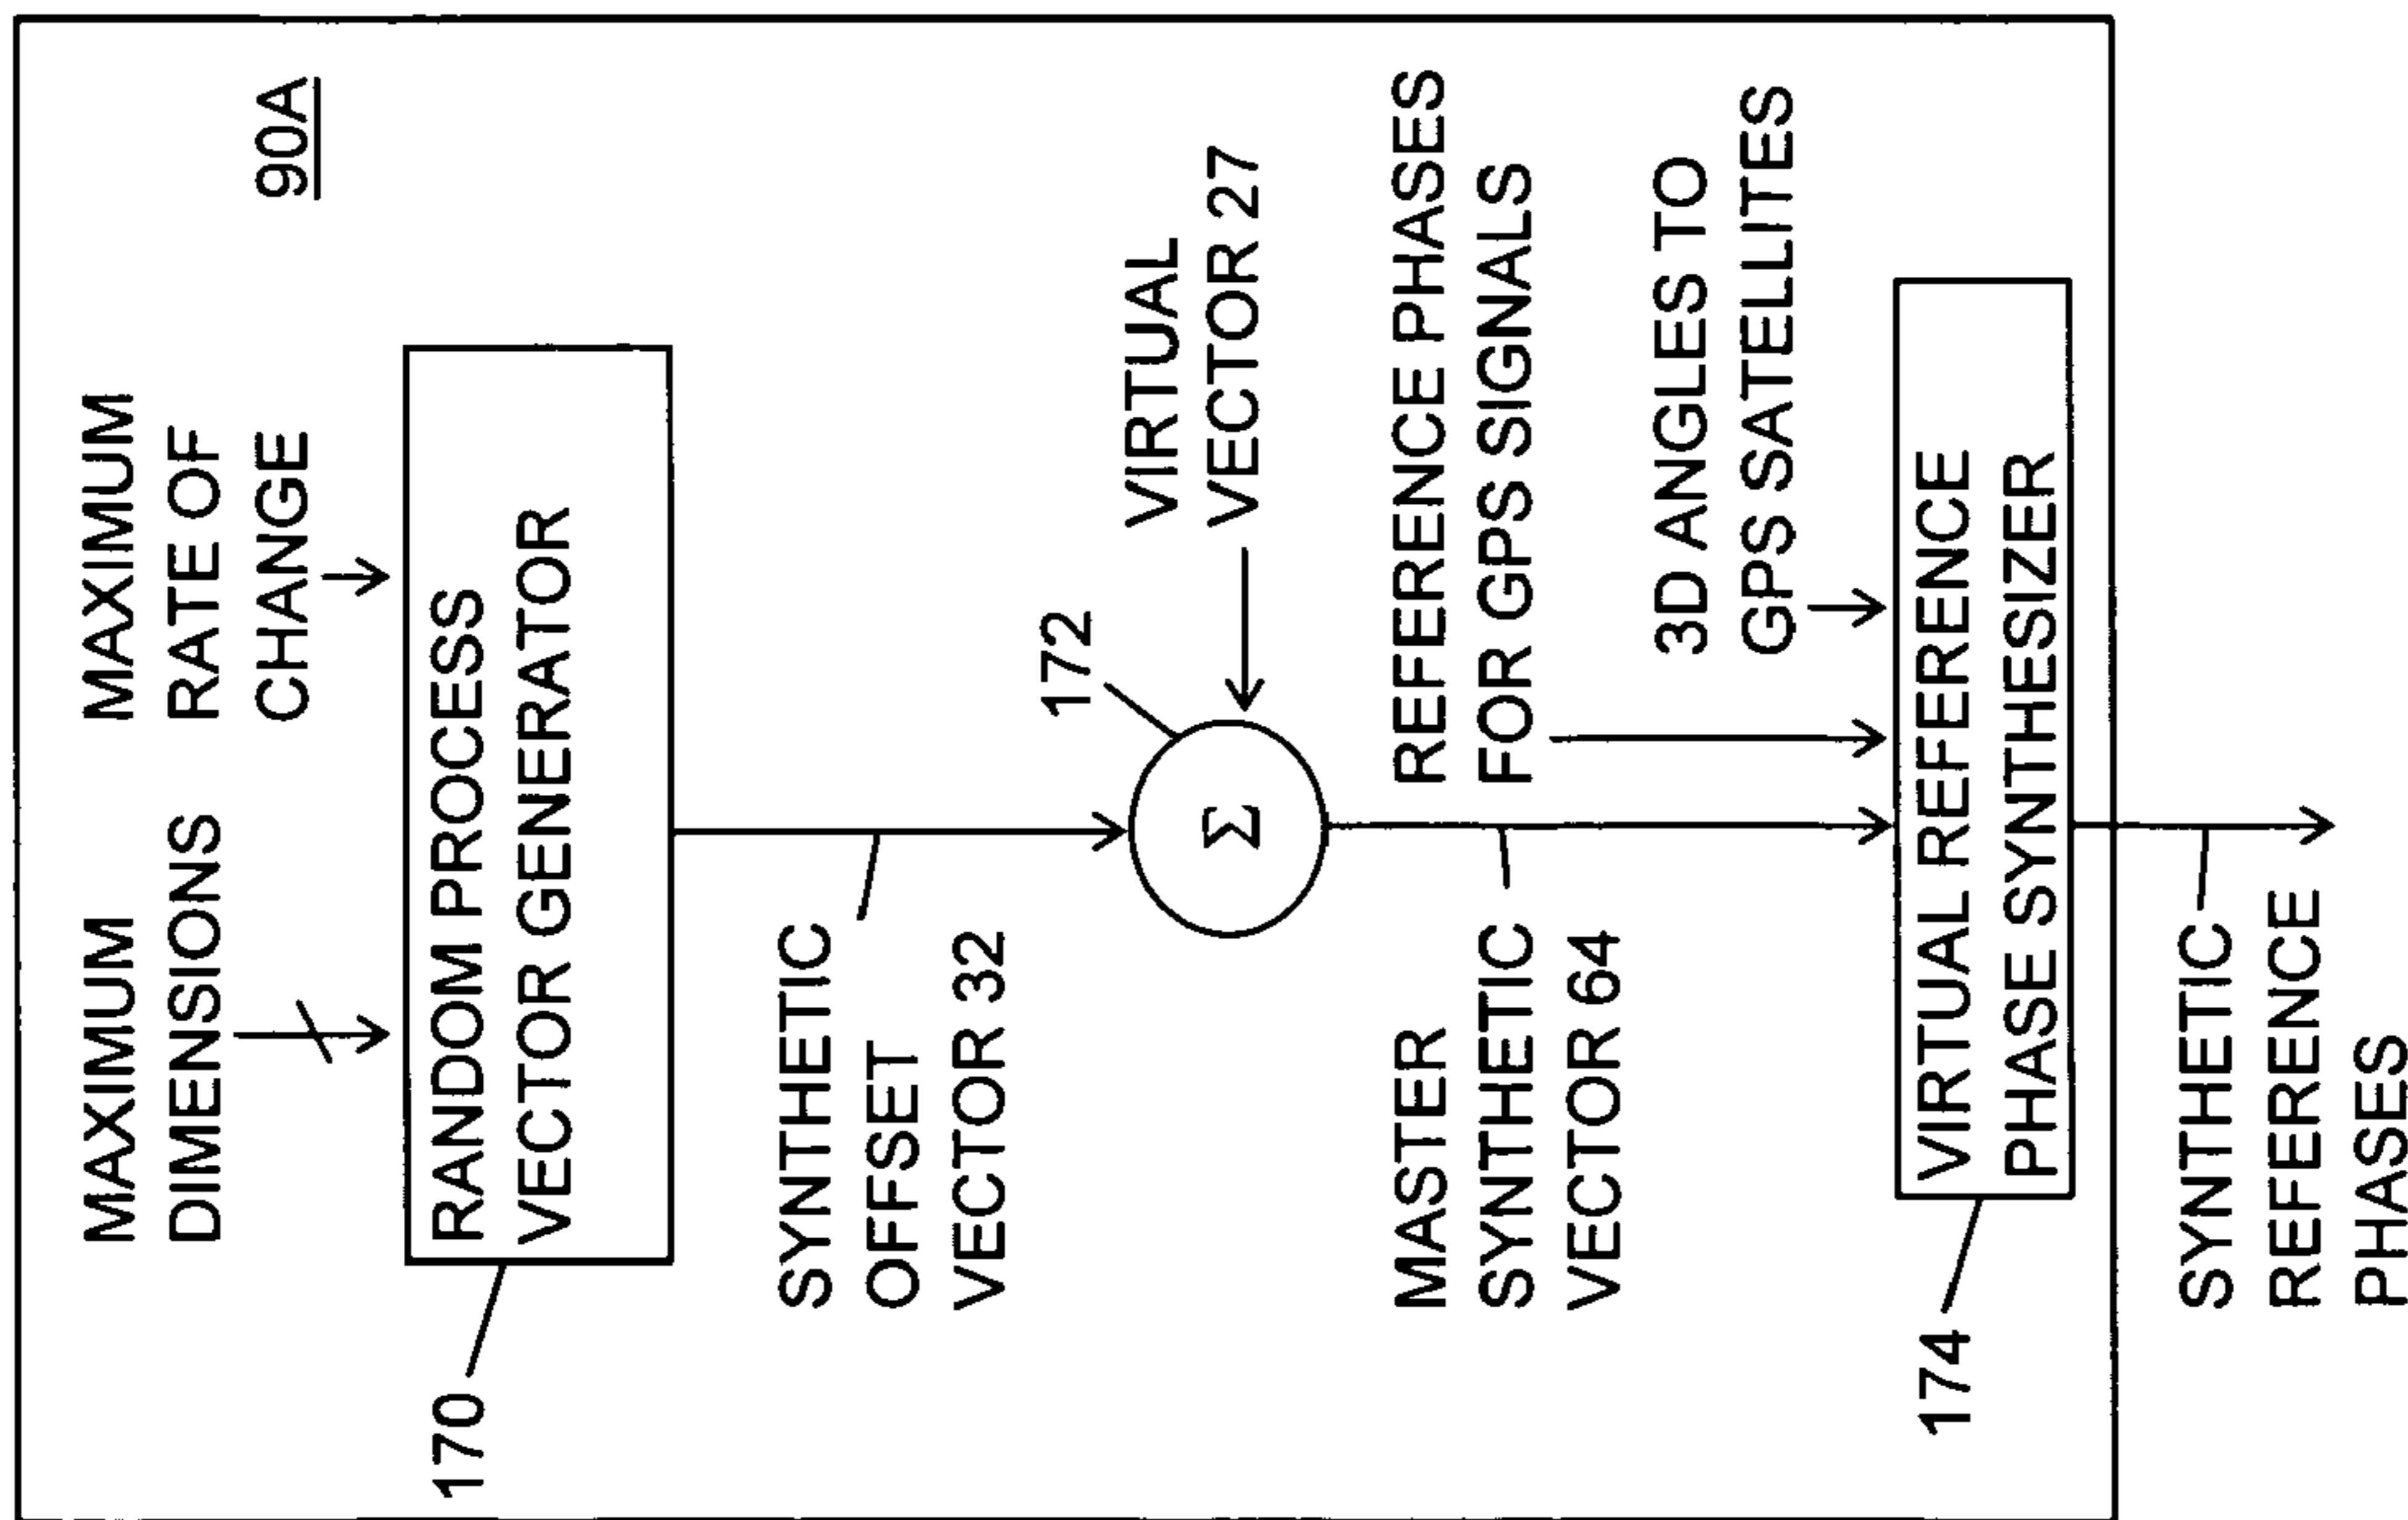 90A
MAXIMUM
DIMENSIONS
MAXIMUM
RATE OF
CHANGE
170
RANDOM PROCESS
VECTOR GENERATOR
SYNTHETIC
OFFSET
VECTOR 32
172
Σ
VIRTUAL
VECTOR 27
MASTER
SYNTHETIC
VECTOR 64
REFERENCE PHASES
FOR GPS SIGNALS
3D ANGLES TO
GPS SATELLITES
174
VIRTUAL REFERENCE
PHASE SYNTHESIZER
SYNTHETIC
REFERENCE
PHASES